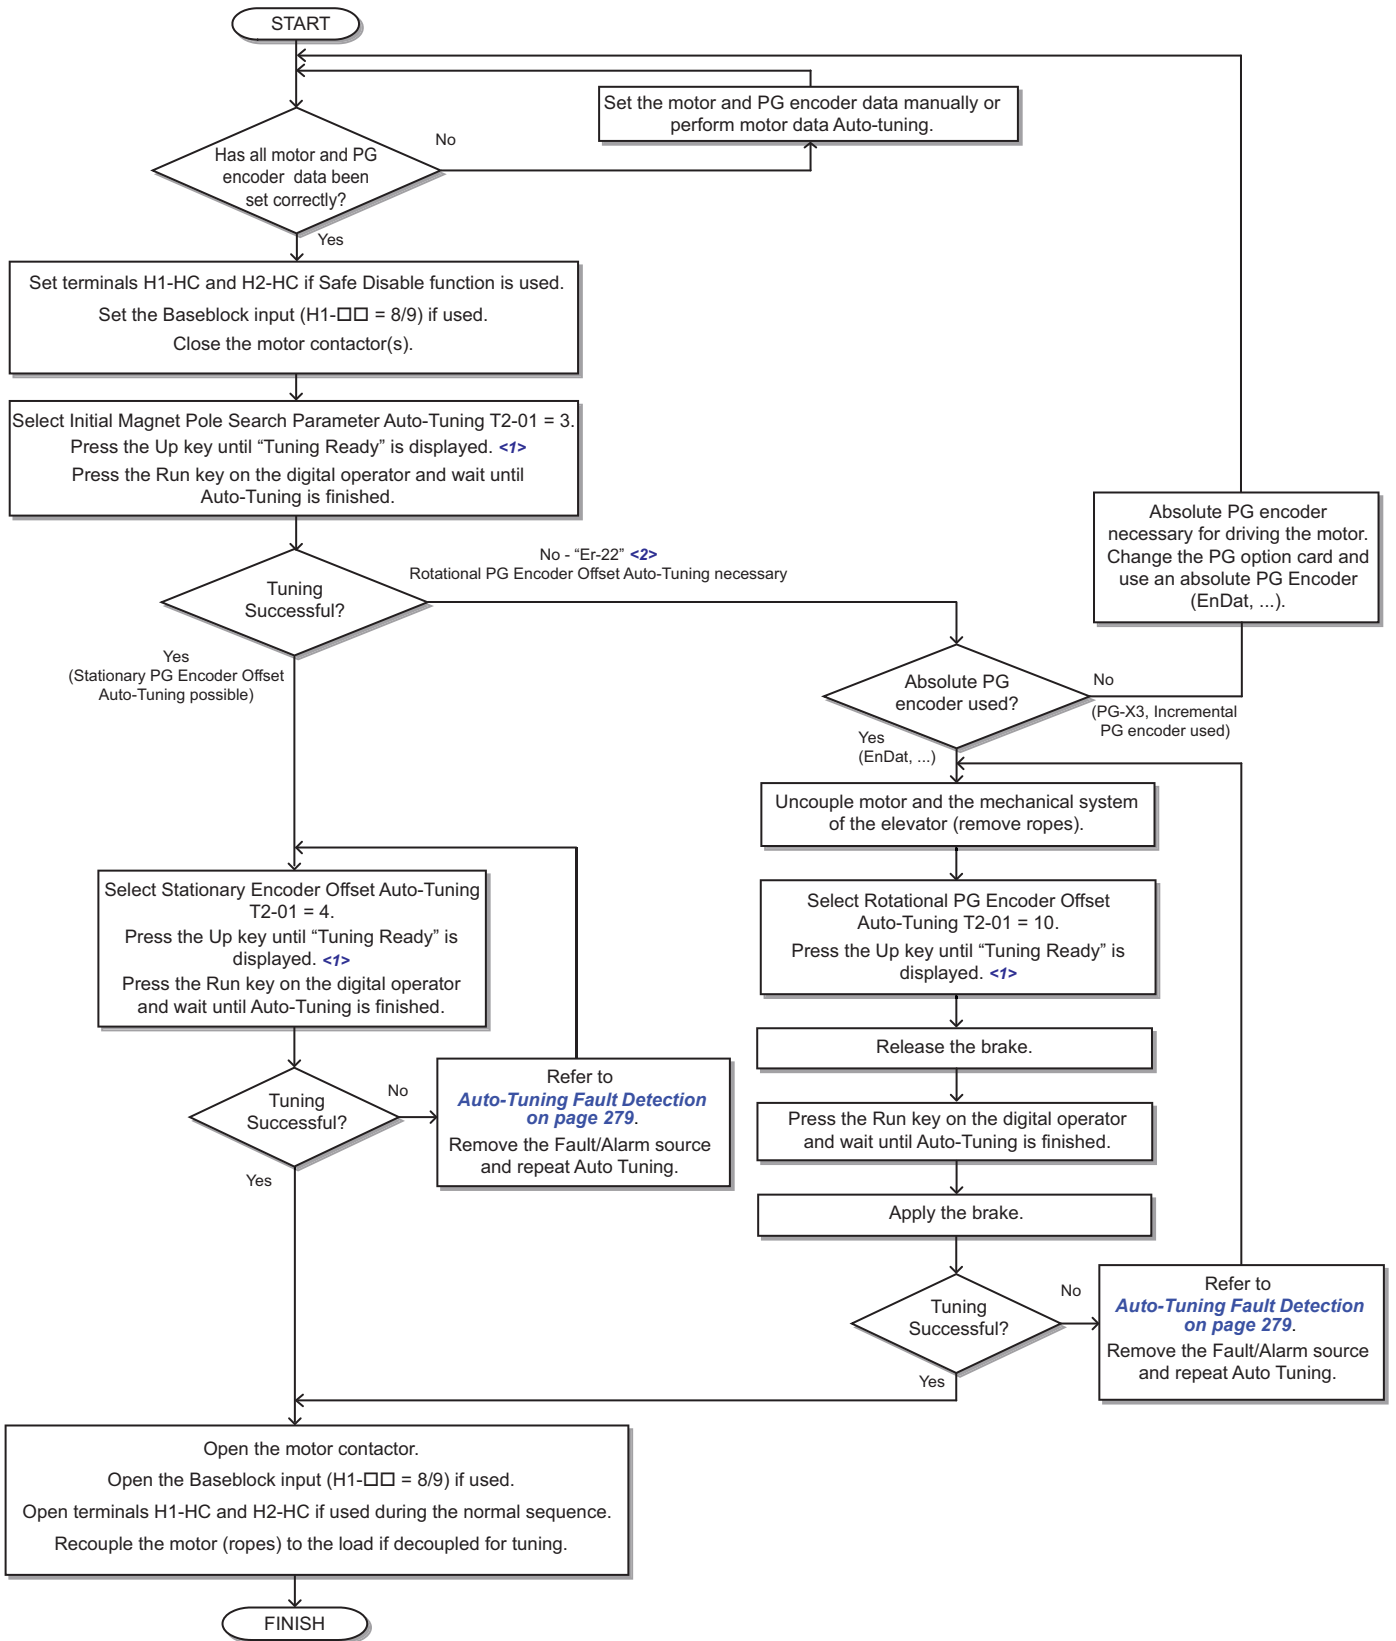 START
Set the motor and PG encoder data manually or
perform motor data Auto-tuning.
No
Has all motor and PG
encoder data been
set correctly?
Yes
Set terminals H1-HC and H2-HC if Safe Disable function is used.
Set the Baseblock input (H1-□□ = 8/9) if used.
Close the motor contactor(s).
Select Initial Magnet Pole Search Parameter Auto-Tuning T2-01 = 3.
Press the Up key until “Tuning Ready” is displayed. <1>
Press the Run key on the digital operator and wait until
Auto-Tuning is finished.
Absolute PG encoder
necessary for driving the motor.
Change the PG option card and
use an absolute PG Encoder
(EnDat, ...).
No - “Er-22” <2>
Rotational PG Encoder Offset Auto-Tuning necessary
Tuning
Successful?
Yes
(Stationary PG Encoder Offset
Auto-Tuning possible)
Absolute PG
encoder used?
No
(PG-X3, Incremental
PG encoder used)
Yes
(EnDat, ...)
Uncouple motor and the mechanical system
of the elevator (remove ropes).
Select Stationary Encoder Offset Auto-Tuning
T2-01 = 4.
Press the Up key until “Tuning Ready” is
displayed. <1>
Press the Run key on the digital operator
and wait until Auto-Tuning is finished.
Select Rotational PG Encoder Offset
Auto-Tuning T2-01 = 10.
Press the Up key until “Tuning Ready” is
displayed. <1>
Release the brake.
Tuning
Successful?
No
Refer to
Auto-Tuning Fault Detection
on page 279.
Remove the Fault/Alarm source
and repeat Auto Tuning.
Yes
Press the Run key on the digital operator
and wait until Auto-Tuning is finished.
Apply the brake.
Tuning
Successful?
No
Refer to
Auto-Tuning Fault Detection
on page 279.
Remove the Fault/Alarm source
and repeat Auto Tuning.
Yes
Open the motor contactor.
Open the Baseblock input (H1-□□ = 8/9) if used.
Open terminals H1-HC and H2-HC if used during the normal sequence.
Recouple the motor (ropes) to the load if decoupled for tuning.
FINISH